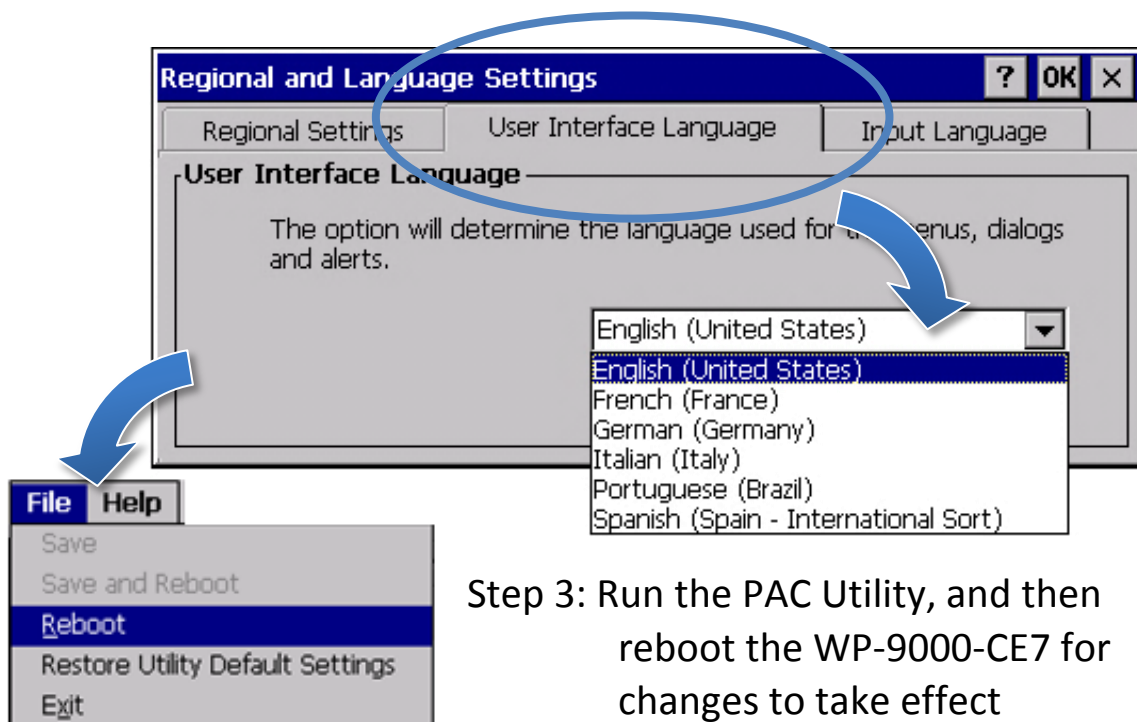 Regional and Language Settings ? OK ×
Regional Settings User Interface Language Input Language
User Interface Language
The option will determine the language used for the menus, dialogs
and alerts.
English (United States)
English (United States)
French (France)
German (Germany)
Italian (Italy)
Portuguese (Brazil)
Spanish (Spain - International Sort)
File Help
Save
Save and Reboot
Reboot
Restore Utility Default Settings
Exit
Step 3: Run the PAC Utility, and then
reboot the WP-9000-CE7 for
changes to take effect